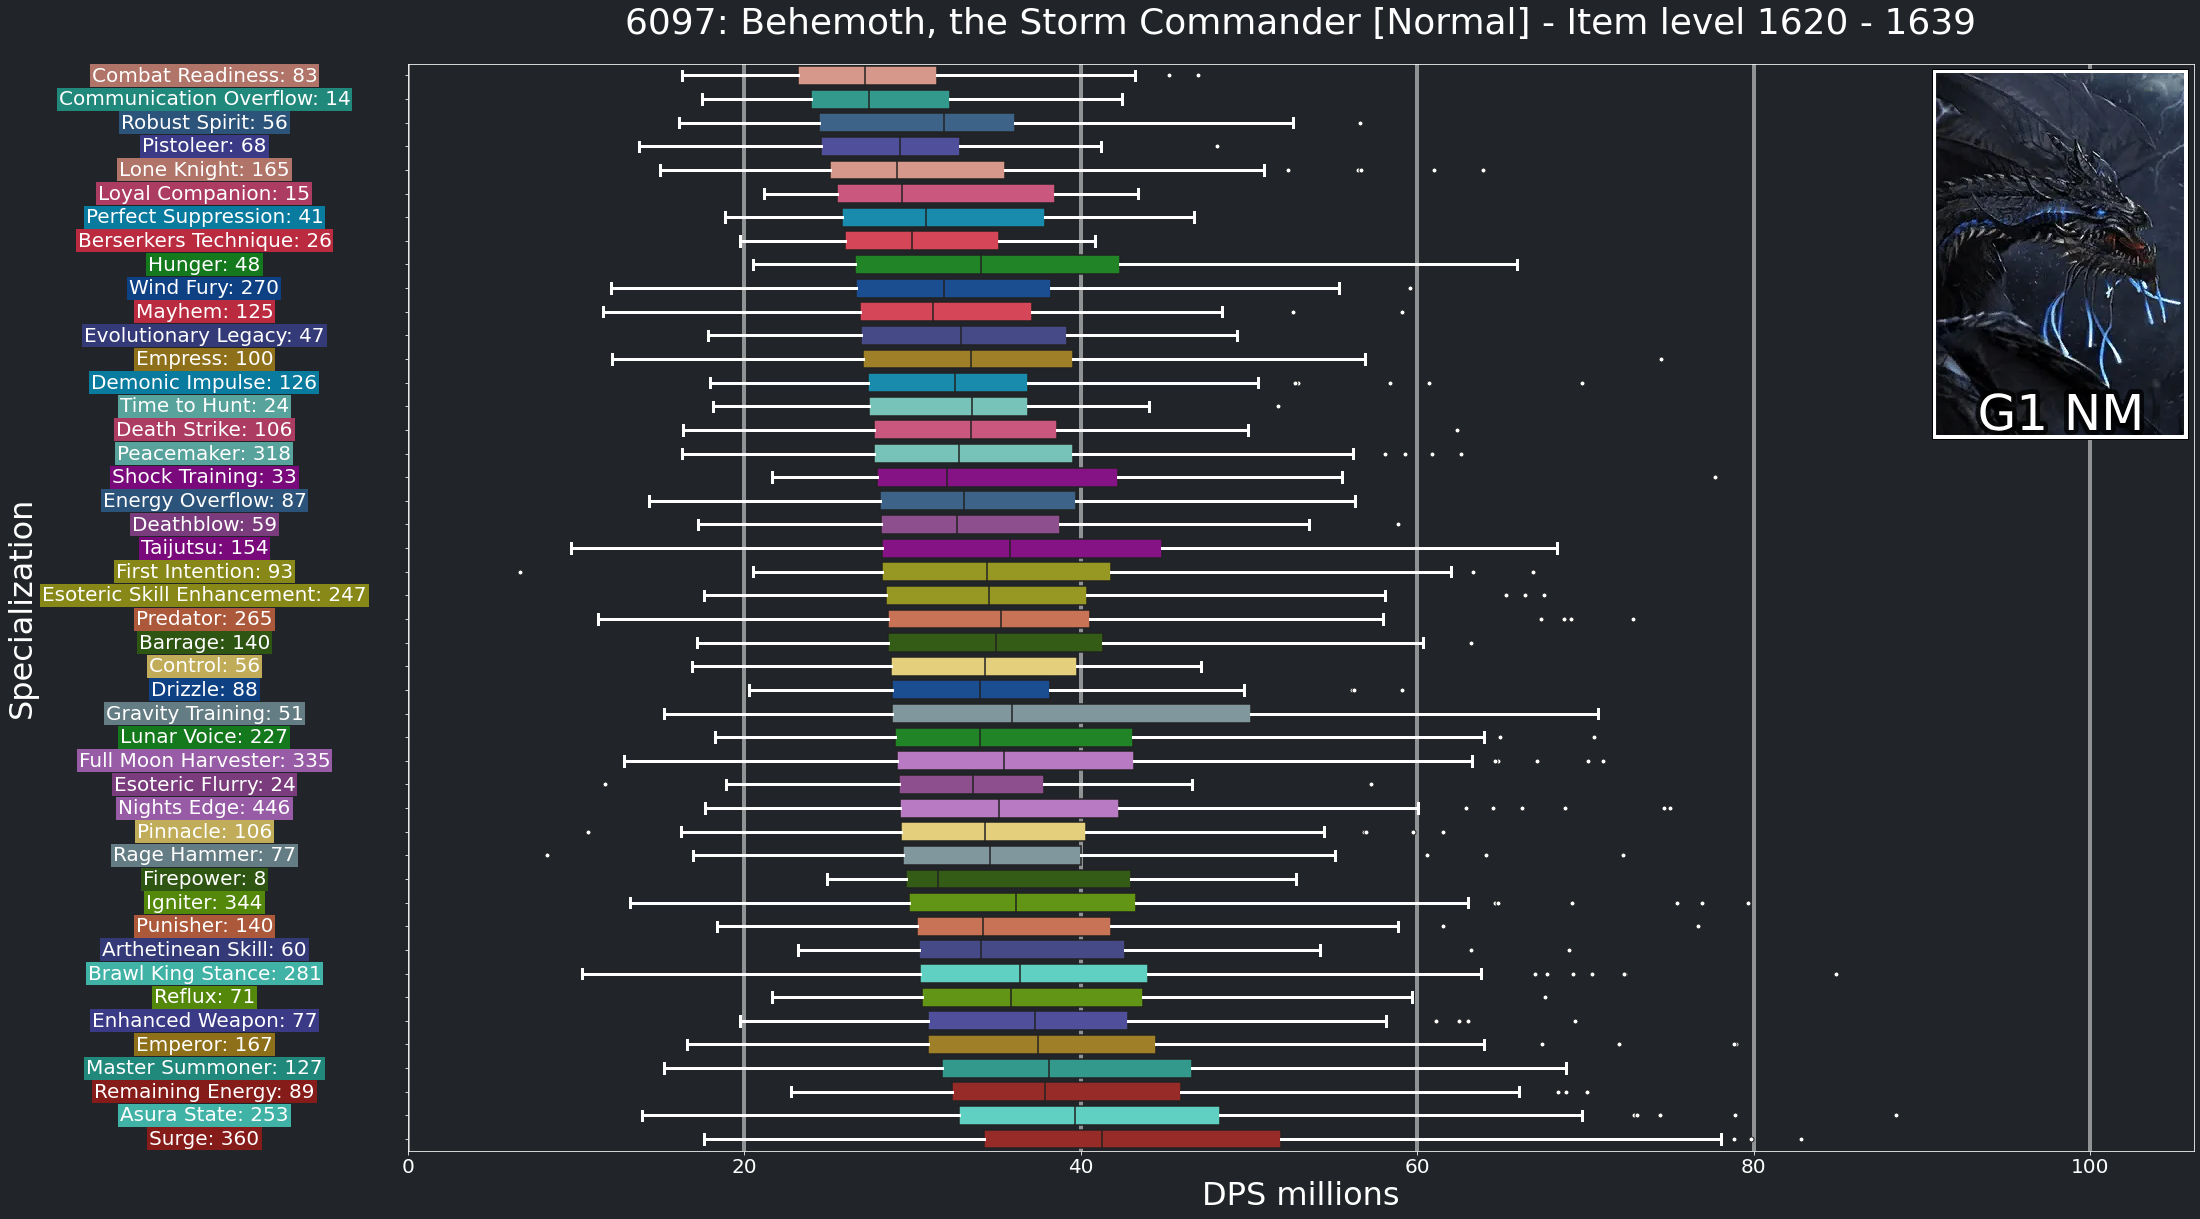 6097: Behemoth, the Storm Commander [Normal] - Item level 1620 - 1639
Combat Readiness: 83
Communication Overflow: 14
Robust Spirit: 56
Pistoleer: 68
Lone Knight: 165
Loyal Companion: 15
Perfect Suppression: 41
Berserkers Technique: 26
Hunger: 48
Wind Fury: 270
Mayhem: 125
Evolutionary Legacy: 47
Empress: 100
Demonic Impulse: 126
Time to Hunt: 24
Death Strike: 106
Peacemaker: 318
Shock Training: 33
Energy Overflow: 87
Deathblow: 59
Taijutsu: 154
First Intention: 93
Esoteric Skill Enhancement: 247
Predator: 265
Barrage: 140
Control: 56
Drizzle: 88
Gravity Training: 51
Lunar Voice: 227
Full Moon Harvester: 335
Esoteric Flurry: 24
Nights Edge: 446
Pinnacle: 106
Rage Hammer: 77
Firepower: 8
Igniter: 344
Punisher: 140
Arthetinean Skill: 60
Brawl King Stance: 281
Reflux: 71
Enhanced Weapon: 77
Emperor: 167
Master Summoner: 127
Remaining Energy: 89
Asura State: 253
Surge: 360
Specialization
G1 NM
0 20 40 60 80 100
DPS millions